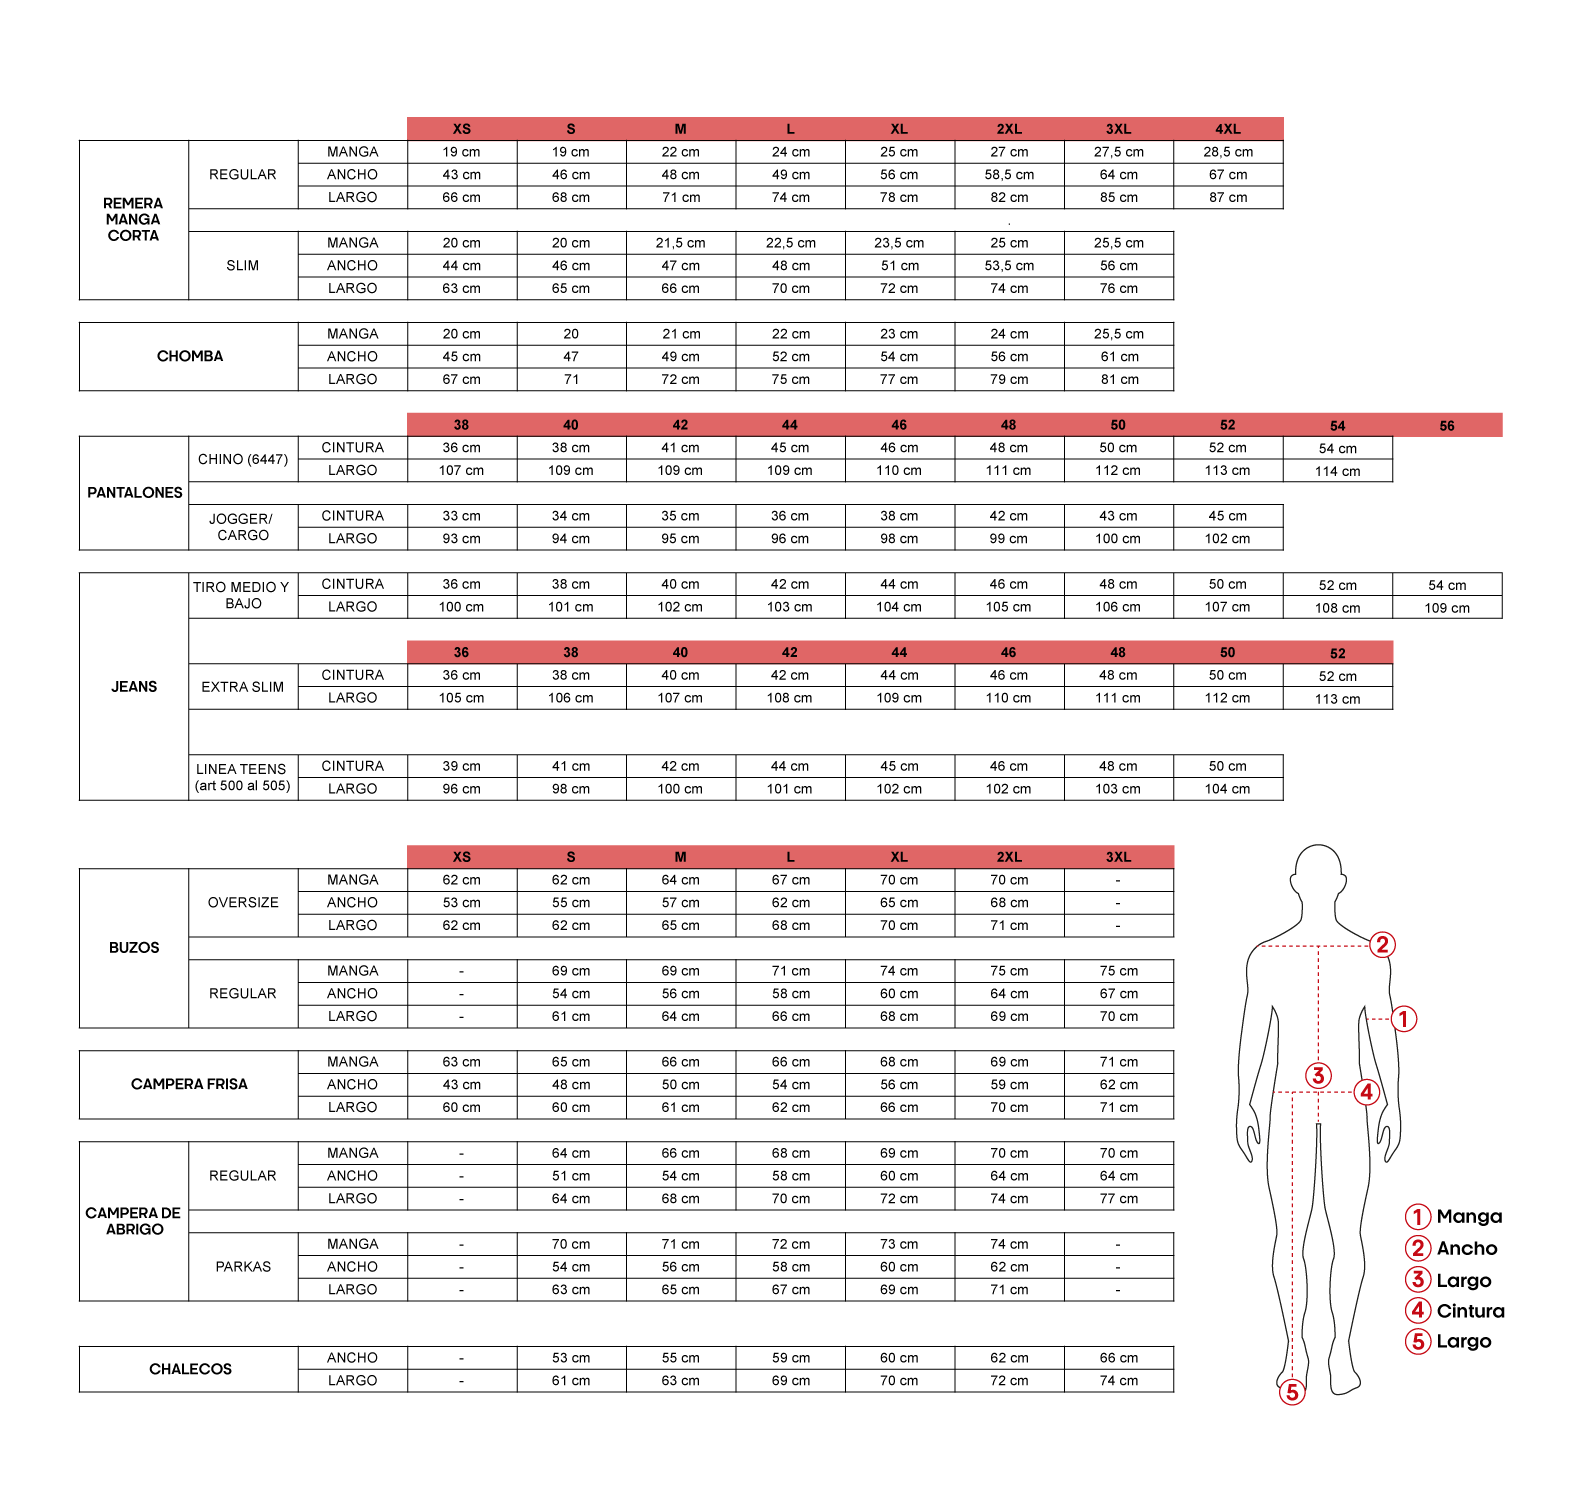 XS S M L XL 2XL 3XL 4XL
REMERA MANGA CORTA
REGULAR
MANGA 19 cm 19 cm 22 cm 24 cm 25 cm 27 cm 27,5 cm 28,5 cm
ANCHO 43 cm 46 cm 48 cm 49 cm 56 cm 58,5 cm 64 cm 67 cm
LARGO 66 cm 68 cm 71 cm 74 cm 78 cm 82 cm 85 cm 87 cm
SLIM
MANGA 20 cm 20 cm 21,5 cm 22,5 cm 23,5 cm 25 cm 25,5 cm
ANCHO 44 cm 46 cm 47 cm 48 cm 51 cm 53,5 cm 56 cm
LARGO 63 cm 65 cm 66 cm 70 cm 72 cm 74 cm 76 cm
CHOMBA
MANGA 20 cm 20 21 cm 22 cm 23 cm 24 cm 25,5 cm
ANCHO 45 cm 47 49 cm 52 cm 54 cm 56 cm 61 cm
LARGO 67 cm 71 72 cm 75 cm 77 cm 79 cm 81 cm
38 40 42 44 46 48 50 52 54 56
PANTALONES
CHINO (6447)
CINTURA 36 cm 38 cm 41 cm 45 cm 46 cm 48 cm 50 cm 52 cm 54 cm
LARGO 107 cm 109 cm 109 cm 109 cm 110 cm 111 cm 112 cm 113 cm 114 cm
JOGGER/
CARGO
CINTURA 33 cm 34 cm 35 cm 36 cm 38 cm 42 cm 43 cm 45 cm
LARGO 93 cm 94 cm 95 cm 96 cm 98 cm 99 cm 100 cm 102 cm
JEANS
TIRO MEDIO Y
BAJO
CINTURA 36 cm 38 cm 40 cm 42 cm 44 cm 46 cm 48 cm 50 cm 52 cm 54 cm
LARGO 100 cm 101 cm 102 cm 103 cm 104 cm 105 cm 106 cm 107 cm 108 cm 109 cm
36 38 40 42 44 46 48 50 52
EXTRA SLIM
CINTURA 36 cm 38 cm 40 cm 42 cm 44 cm 46 cm 48 cm 50 cm 52 cm
LARGO 105 cm 106 cm 107 cm 108 cm 109 cm 110 cm 111 cm 112 cm 113 cm
LINEA TEENS
(art 500 al 505)
CINTURA 39 cm 41 cm 42 cm 44 cm 45 cm 46 cm 48 cm 50 cm
LARGO 96 cm 98 cm 100 cm 101 cm 102 cm 102 cm 103 cm 104 cm
XS S M L XL 2XL 3XL
BUZOS
OVERSIZE
MANGA 62 cm 62 cm 64 cm 67 cm 70 cm 70 cm -
ANCHO 53 cm 55 cm 57 cm 62 cm 65 cm 68 cm -
LARGO 62 cm 62 cm 65 cm 68 cm 70 cm 71 cm -
REGULAR
MANGA - 69 cm 69 cm 71 cm 74 cm 75 cm 75 cm
ANCHO - 54 cm 56 cm 58 cm 60 cm 64 cm 67 cm
LARGO - 61 cm 64 cm 66 cm 68 cm 69 cm 70 cm
CAMPERA FRISA
MANGA 63 cm 65 cm 66 cm 66 cm 68 cm 69 cm 71 cm
ANCHO 43 cm 48 cm 50 cm 54 cm 56 cm 59 cm 62 cm
LARGO 60 cm 60 cm 61 cm 62 cm 66 cm 70 cm 71 cm
CAMPERA DE
ABRIGO
REGULAR
MANGA - 64 cm 66 cm 68 cm 69 cm 70 cm 70 cm
ANCHO - 51 cm 54 cm 58 cm 60 cm 64 cm 64 cm
LARGO - 64 cm 68 cm 70 cm 72 cm 74 cm 77 cm
PARKAS
MANGA - 70 cm 71 cm 72 cm 73 cm 74 cm -
ANCHO - 54 cm 56 cm 58 cm 60 cm 62 cm -
LARGO - 63 cm 65 cm 67 cm 69 cm 71 cm -
CHALECOS
ANCHO - 53 cm 55 cm 59 cm 60 cm 62 cm 66 cm
LARGO - 61 cm 63 cm 69 cm 70 cm 72 cm 74 cm
2
1
3
4
5
1 Manga
2 Ancho
3 Largo
4 Cintura
5 Largo